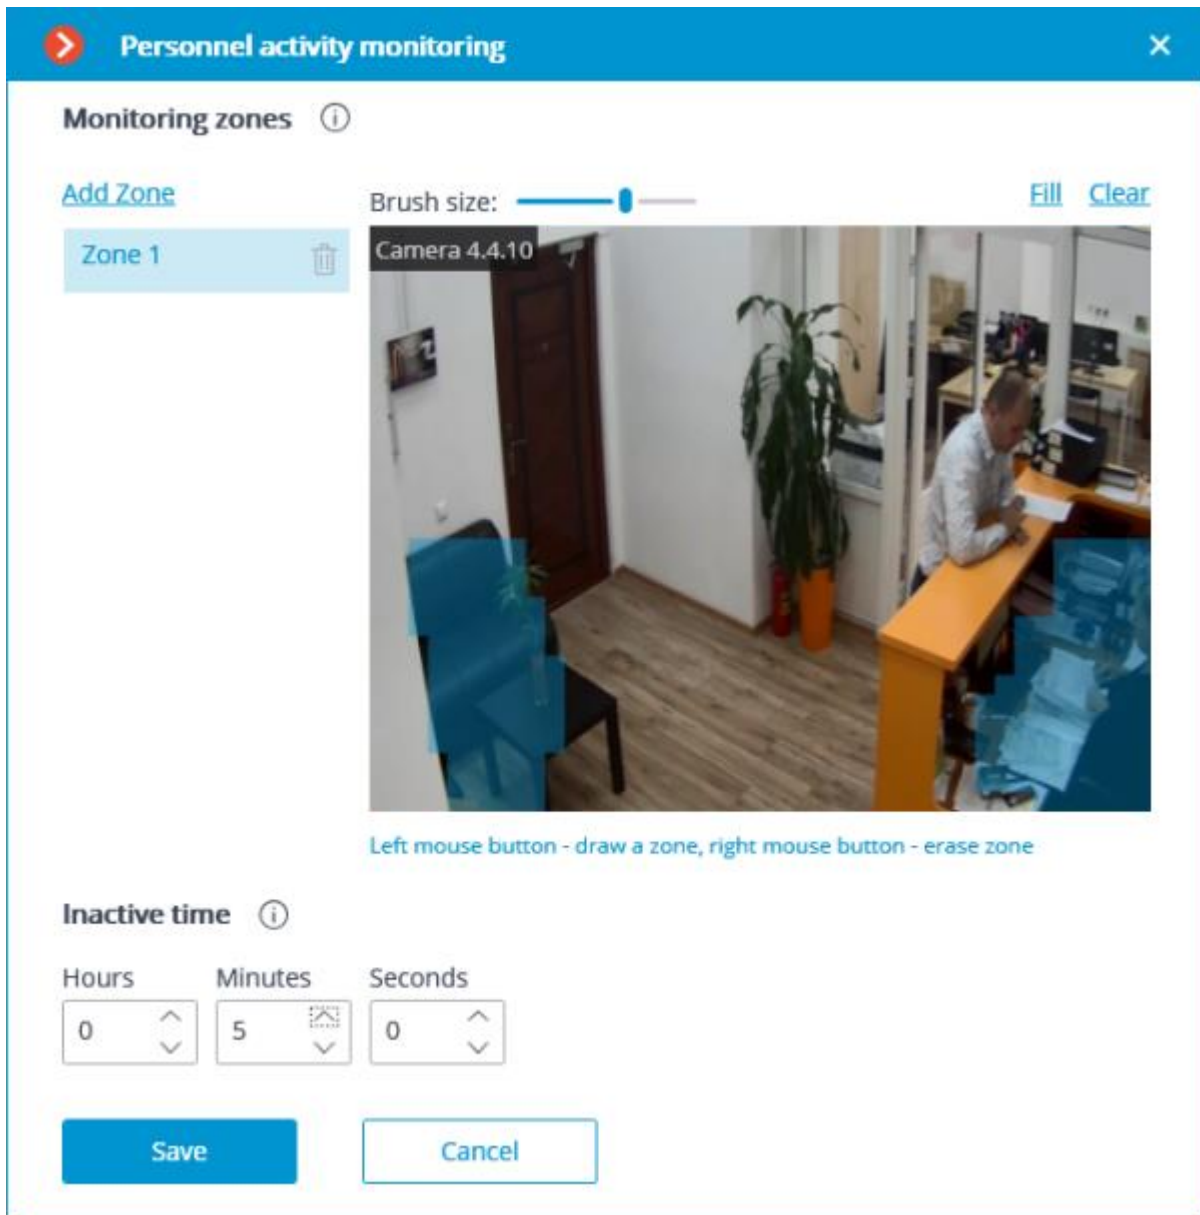 Personnel activity monitoring
Monitoring zones
Add Zone
Brush size:
Fill Clear
Zone 1
Camera 4.4.10
Left mouse button - draw a zone, right mouse button - erase zone
Inactive time
Hours Minutes Seconds
0 5 0
Save Cancel